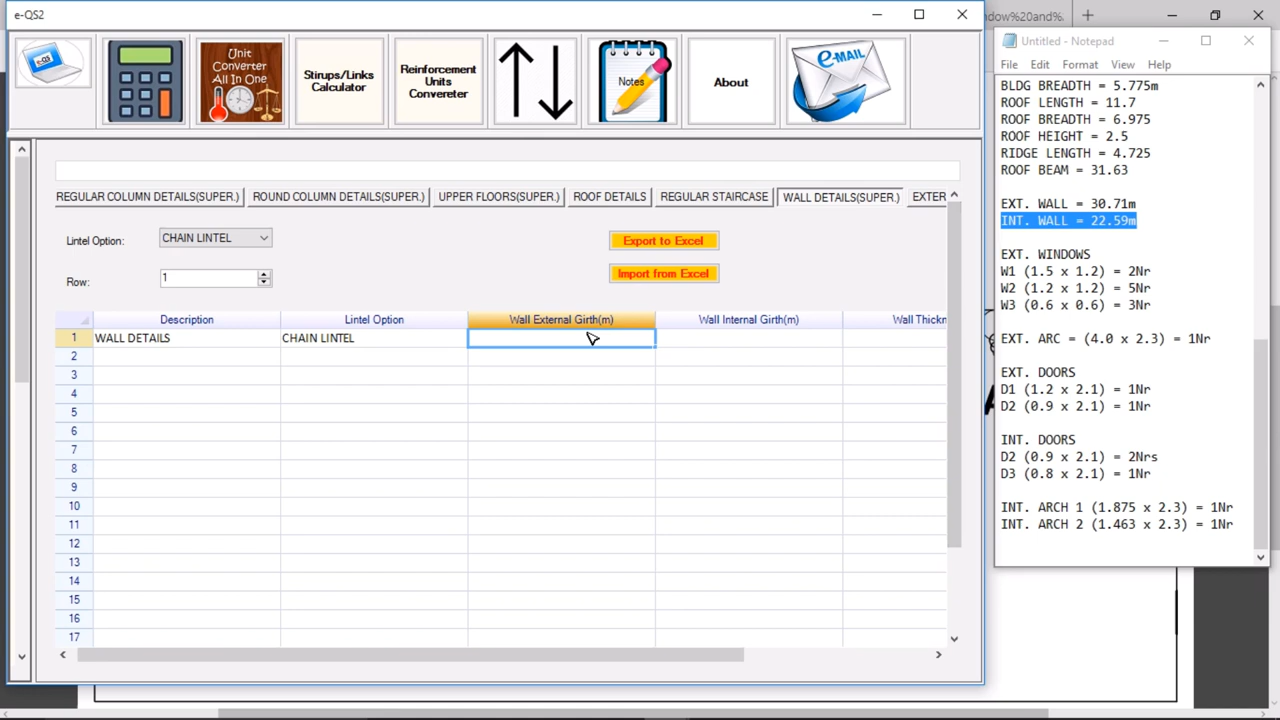 e-QS2
ndow%20and%
e-QS
Unit
Converter
All In One
Stirups/Links
Calculator
Reinforcement
Units
Convereter
Notes
About
e-MAIL
Untitled - Notepad
File Edit Format View Help
BLDG BREADTH = 5.775m
ROOF LENGTH = 11.7
ROOF BREADTH = 6.975
ROOF HEIGHT = 2.5
RIDGE LENGTH = 4.725
ROOF BEAM = 31.63
EXT. WALL = 30.71m
INT. WALL = 22.59m
EXT. WINDOWS
W1 (1.5 x 1.2) = 2Nr
W2 (1.2 x 1.2) = 5Nr
W3 (0.6 x 0.6) = 3Nr
EXT. ARC = (4.0 x 2.3) = 1Nr
EXT. DOORS
D1 (1.2 x 2.1) = 1Nr
D2 (0.9 x 2.1) = 1Nr
INT. DOORS
D2 (0.9 x 2.1) = 2Nrs
D3 (0.8 x 2.1) = 1Nr
INT. ARCH 1 (1.875 x 2.3) = 1Nr
INT. ARCH 2 (1.463 x 2.3) = 1Nr
REGULAR COLUMN DETAILS(SUPER.) ROUND COLUMN DETAILS(SUPER.) UPPER FLOORS(SUPER.) ROOF DETAILS REGULAR STAIRCASE WALL DETAILS(SUPER.) EXTER
Lintel Option: CHAIN LINTEL Export to Excel
Row: 1 Import from Excel
Description Lintel Option Wall External Girth(m) Wall Internal Girth(m) Wall Thickn
1 WALL DETAILS CHAIN LINTEL
2
3
4
5
6
7
8
9
10
11
12
13
14
15
16
17